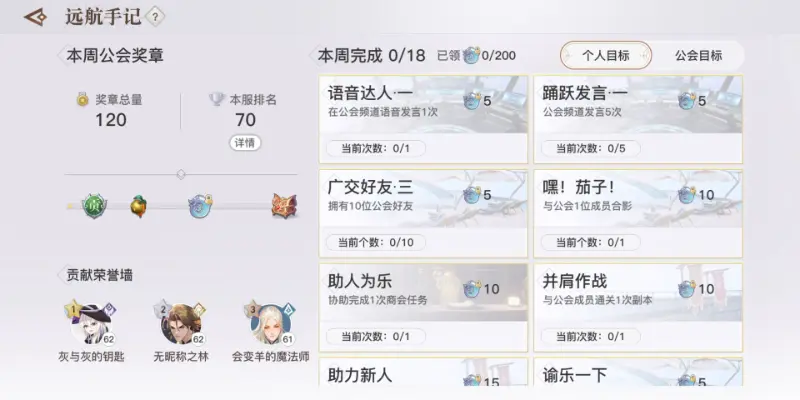 远航手记 ?
本周公会奖章
奖章总量
120
本服排名
70
详情
贡献荣誉墙
1
62
灰与灰的钥匙
2
62
无昵称之林
3
61
会变羊的魔法师
本周完成 0/18
已领 0/200
个人目标
公会目标
语音达人·一
5
在公会频道语音发言1次
当前次数：0/1
踊跃发言·一
5
公会频道发言5次
当前次数：0/5
广交好友·三
5
拥有10位公会好友
当前个数：0/10
嘿！茄子！
10
与公会1位成员合影
当前个数：0/1
助人为乐
10
协助完成1次商会任务
当前次数：0/1
并肩作战
10
与公会成员通关1次副本
当前次数：0/1
助力新人
15
谕乐一下
5